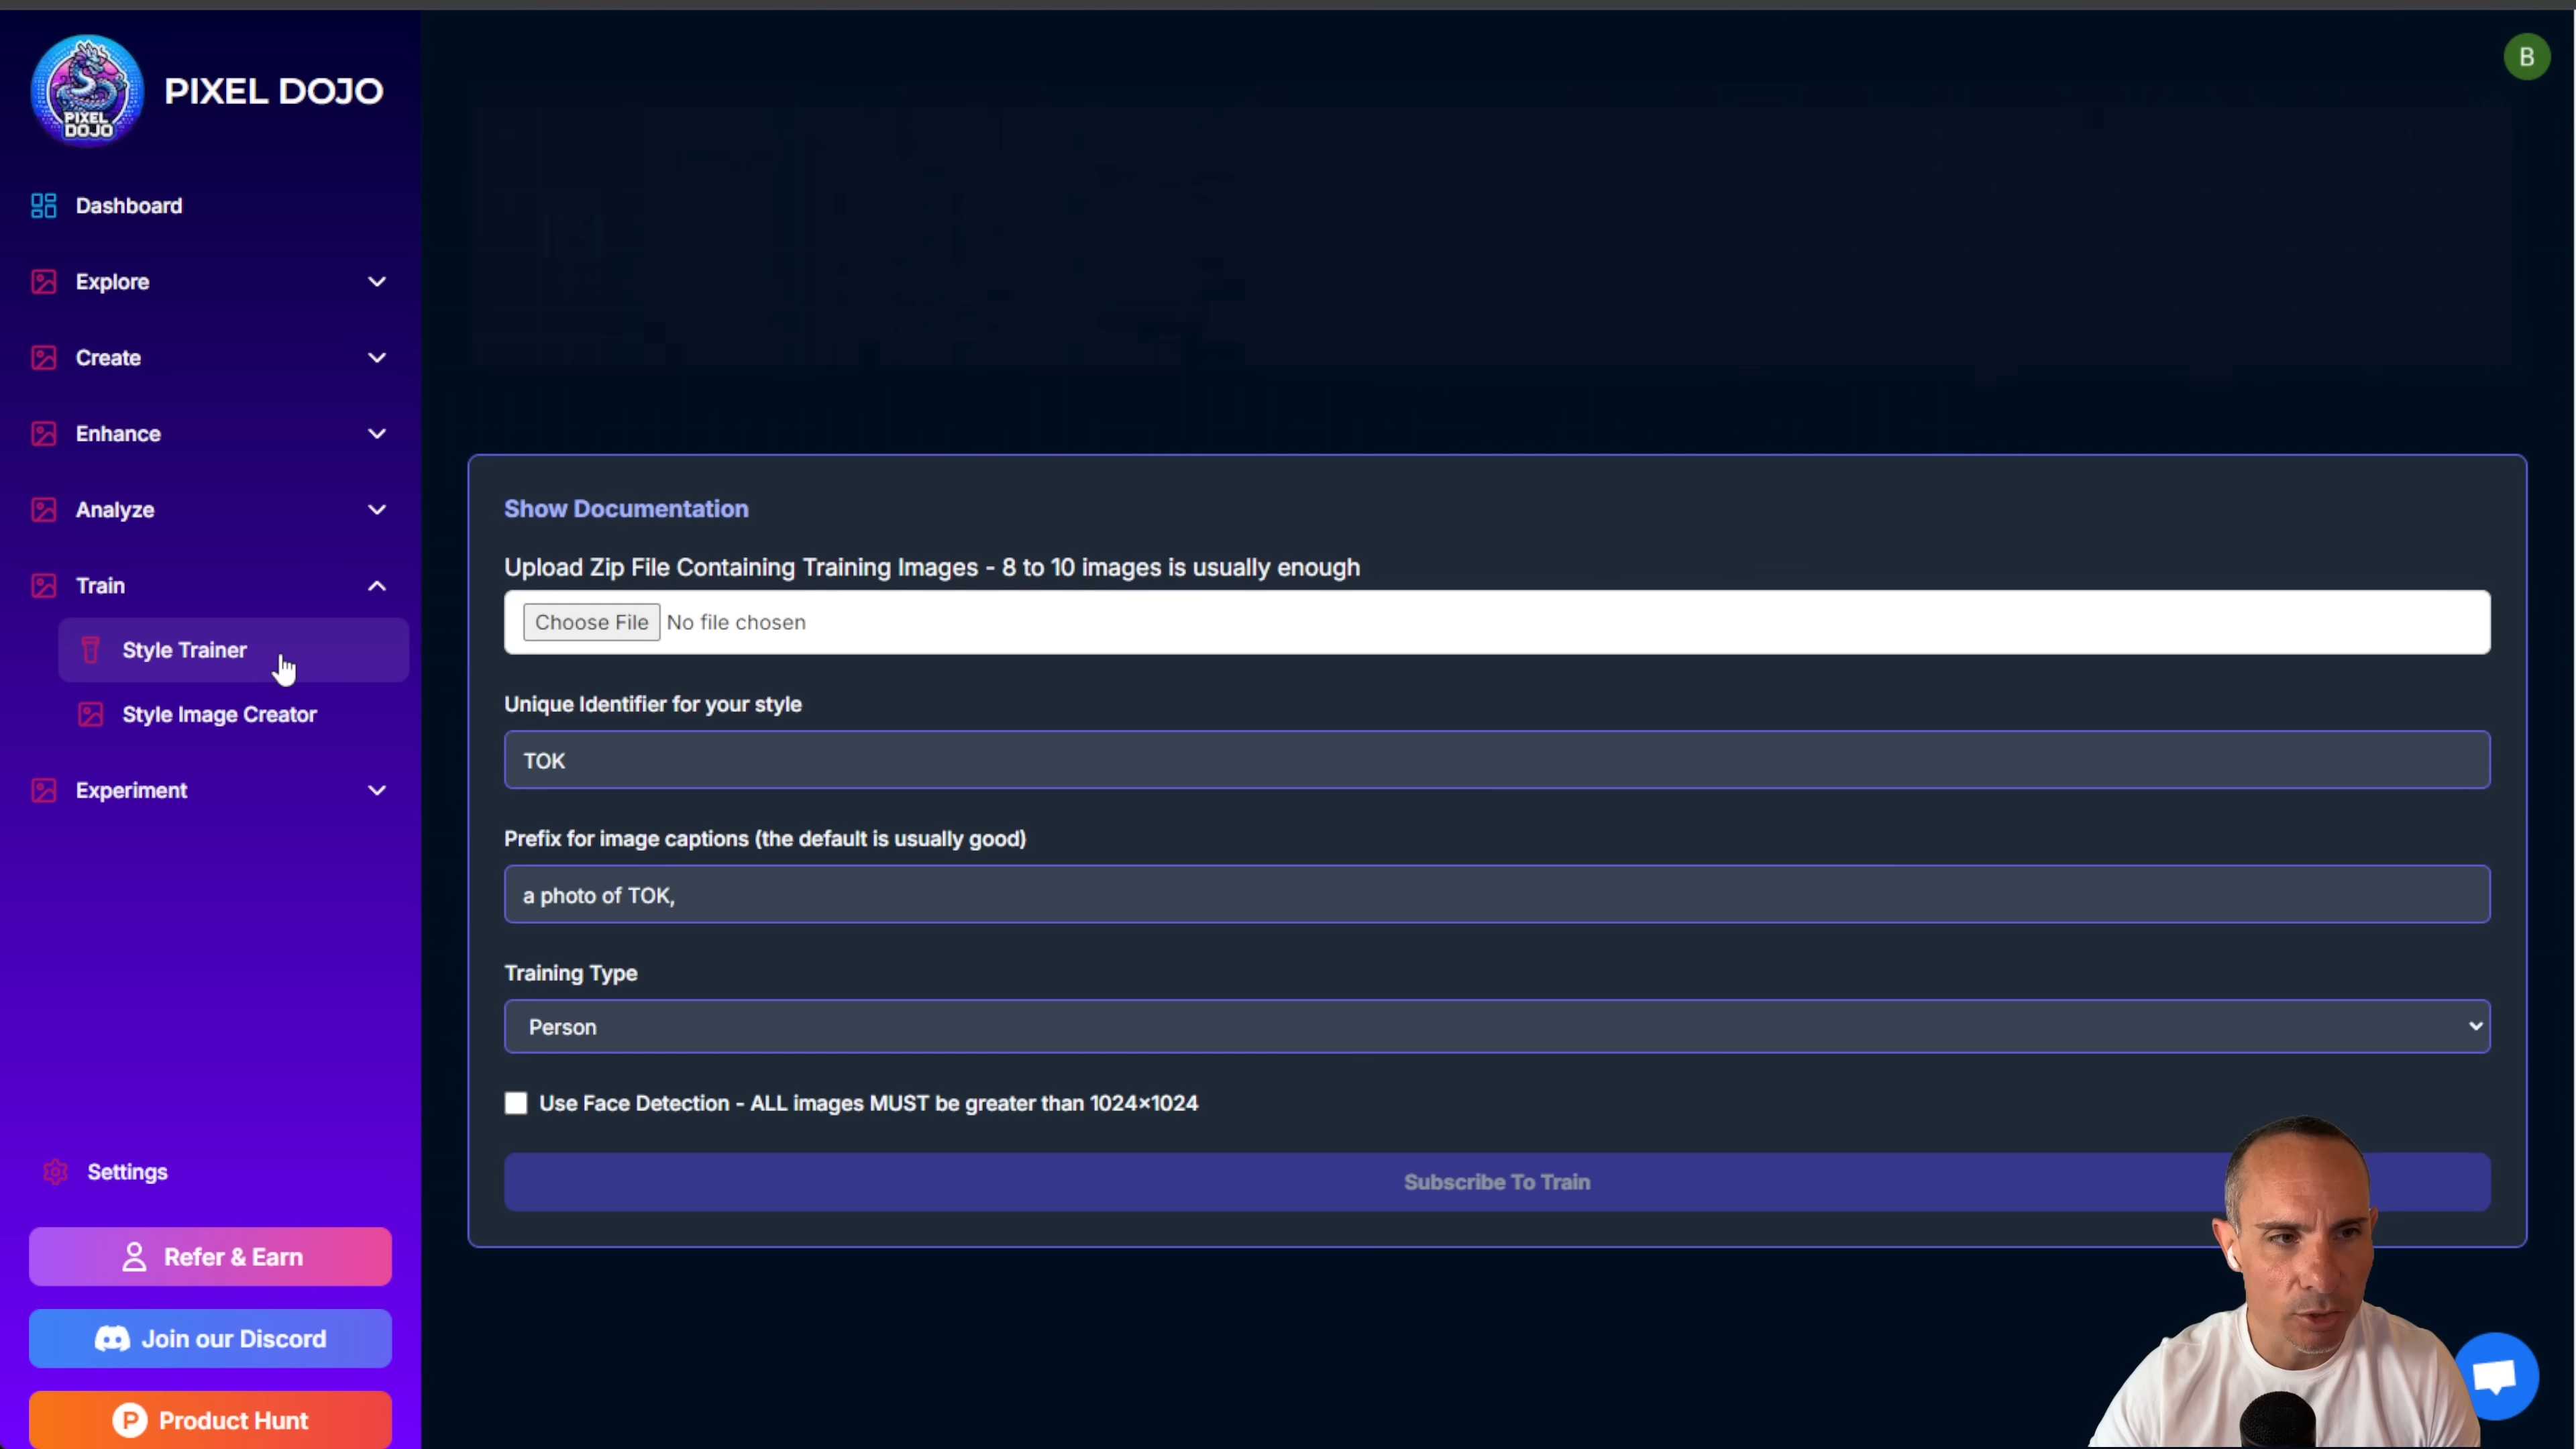 PIXEL DOJO
PIXEL DOJO
B
Dashboard
Explore
Create
Enhance
Analyze
Train
Style Trainer
Style Image Creator
Experiment
Settings
Refer & Earn
Join our Discord
P Product Hunt
Show Documentation
Upload Zip File Containing Training Images - 8 to 10 images is usually enough
Choose File No file chosen
Unique Identifier for your style
TOK
Prefix for image captions (the default is usually good)
a photo of TOK,
Training Type
Person
Use Face Detection - ALL images MUST be greater than 1024×1024
Subscribe To Train